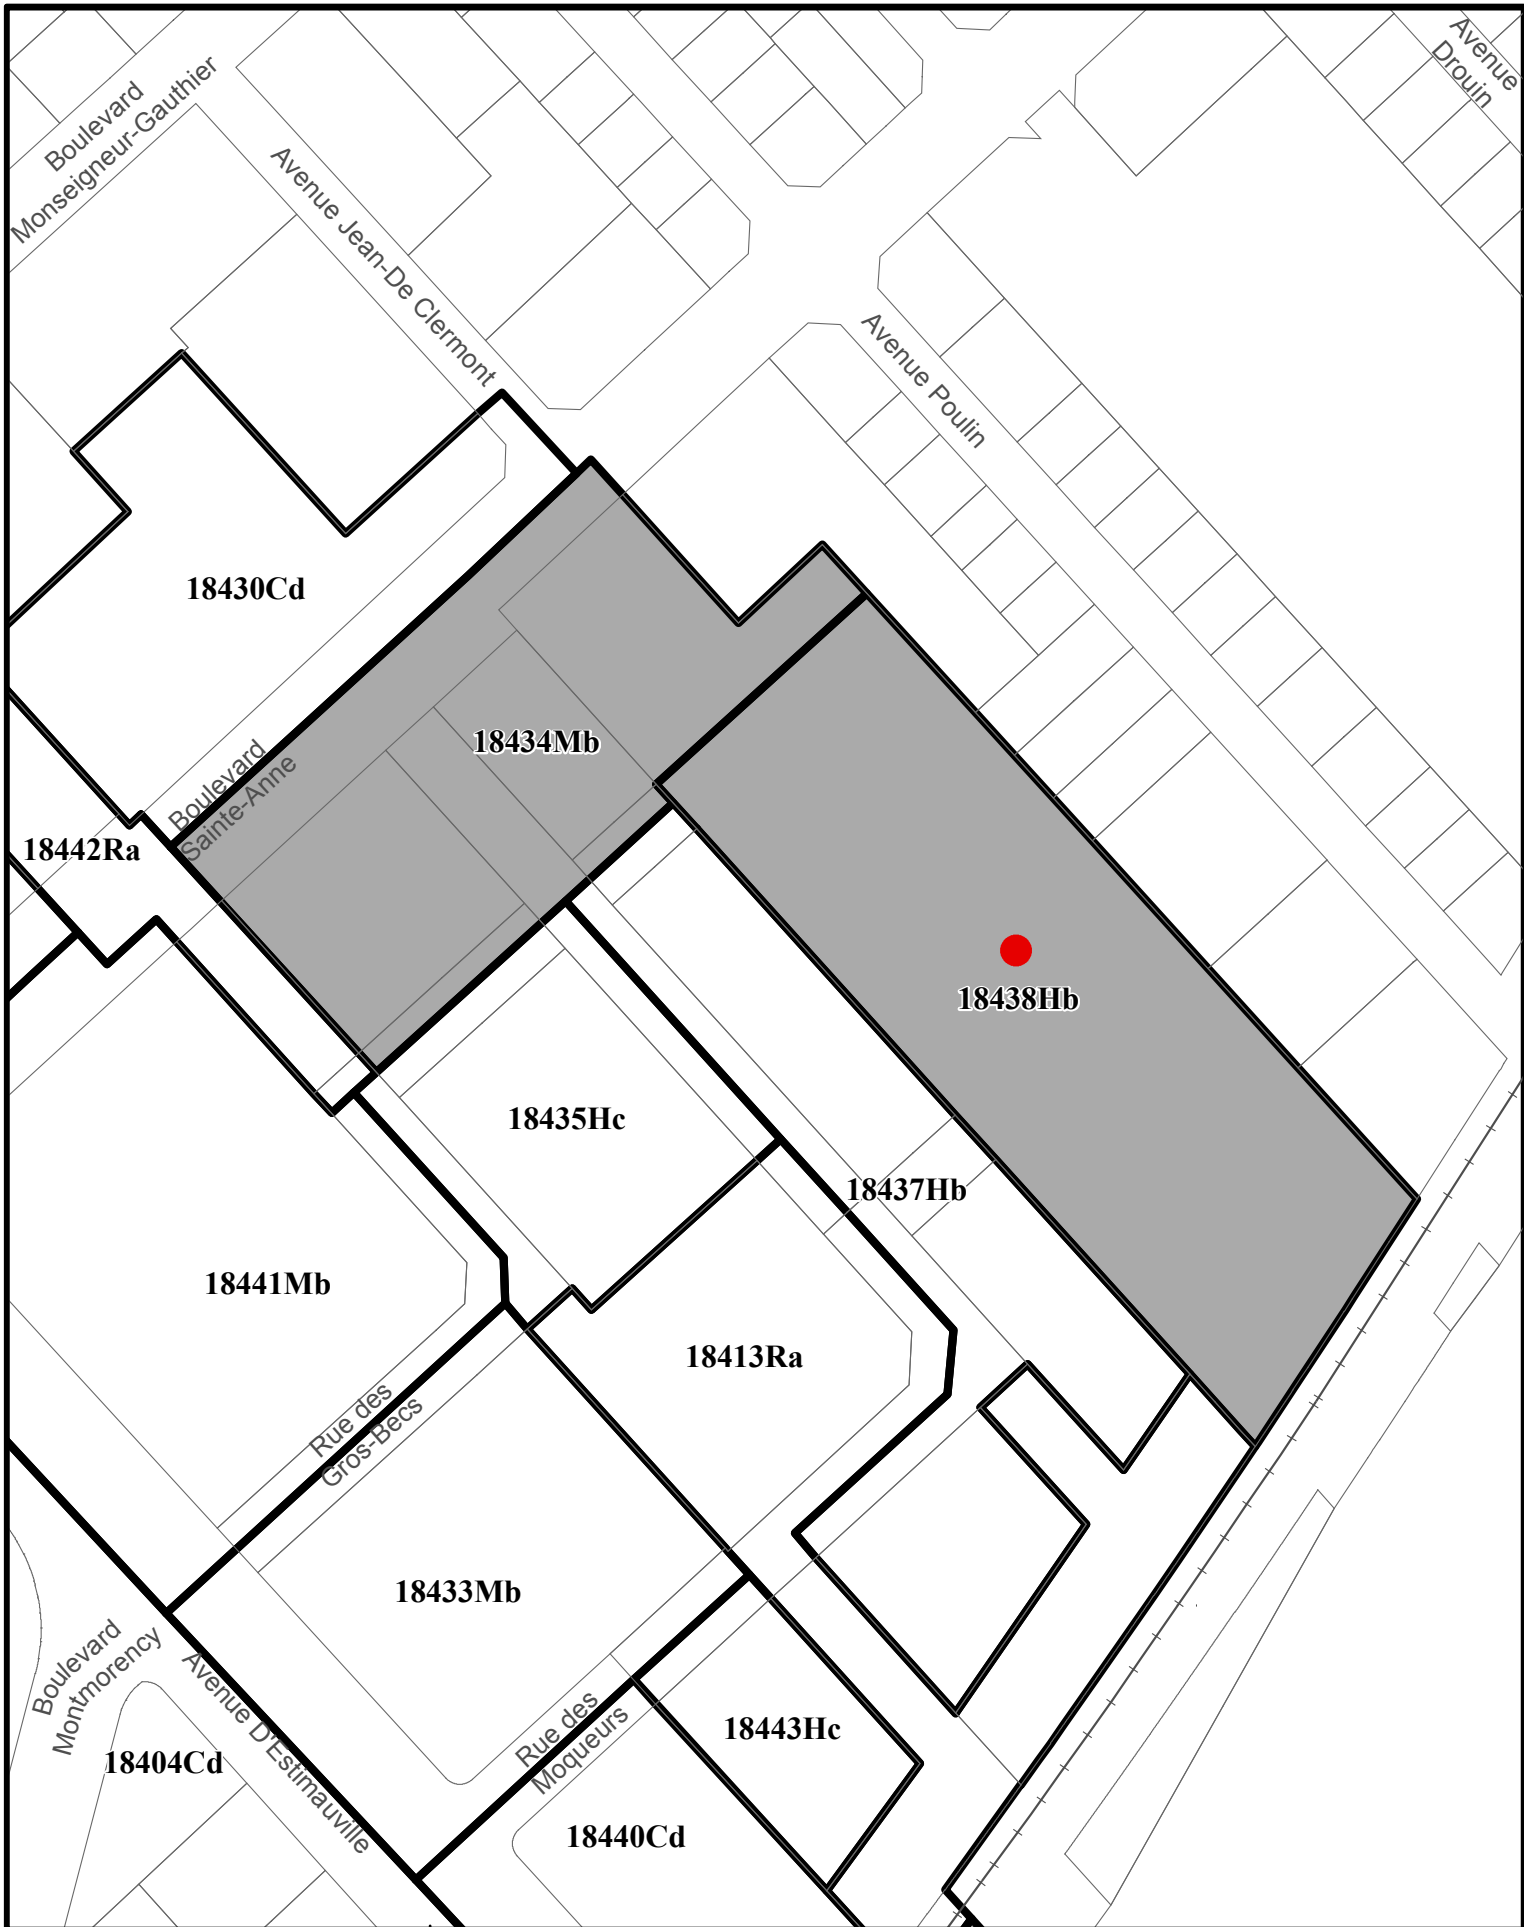 Avenue
Drouin
Boulevard
Monseigneur-Gauthier
Avenue Jean-De Clermont
Avenue Poulin
18430Cd
18434Mb
Boulevard
Sainte-Anne
18442Ra
18438Hb
18435Hc
18437Hb
18441Mb
18413Ra
Rue des
Gros-Becs
18433Mb
Boulevard
Montmorency
Avenue D'Estimauville
Rue des
Moqueurs
18443Hc
18404Cd
18440Cd